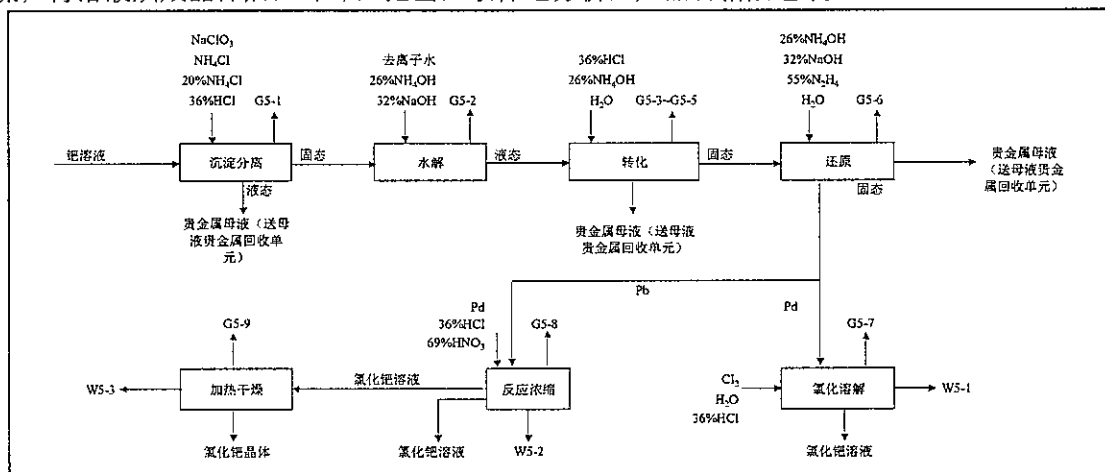 NaClO₃
NH₄Cl
20%NH₄Cl
36%HCl
G5-1
去离子水
26%NH₄OH
32%NaOH
G5-2
36%HCl
26%NH₄OH
H₂O
G5-3~G5-5
26%NH₄OH
32%NaOH
55%N₂H₄
H₂O
G5-6
钯溶液
沉淀分离
固态
水解
液态
转化
固态
还原
固态
贵金属母液
(送母液贵金
属回收单元)
液态
贵金属母液(送母
液贵金属回收单
元)
贵金属母液(送母液
贵金属回收单元)
Pb
Pd
Pd
36%HCl
69%HNO₃
G5-8
G5-7
G5-9
W5-3
加热干燥
氯化钯溶液
反应浓缩
Cl₂
H₂O
36%HCl
氯化溶解
W5-1
氯化钯晶体
氯化钯溶液
W5-2
氯化钯溶液